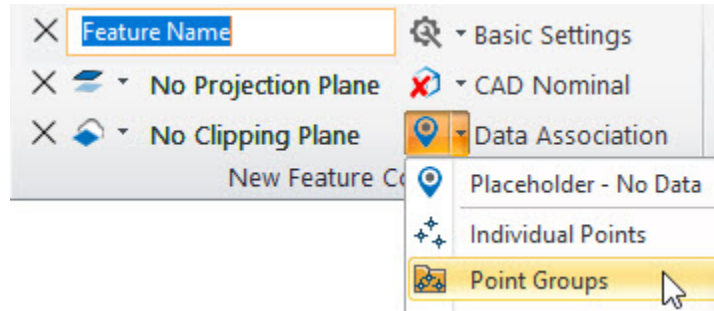 Feature Name
Basic Settings
No Projection Plane
CAD Nominal
No Clipping Plane
Data Association
New Feature
Placeholder - No Data
Individual Points
Point Groups